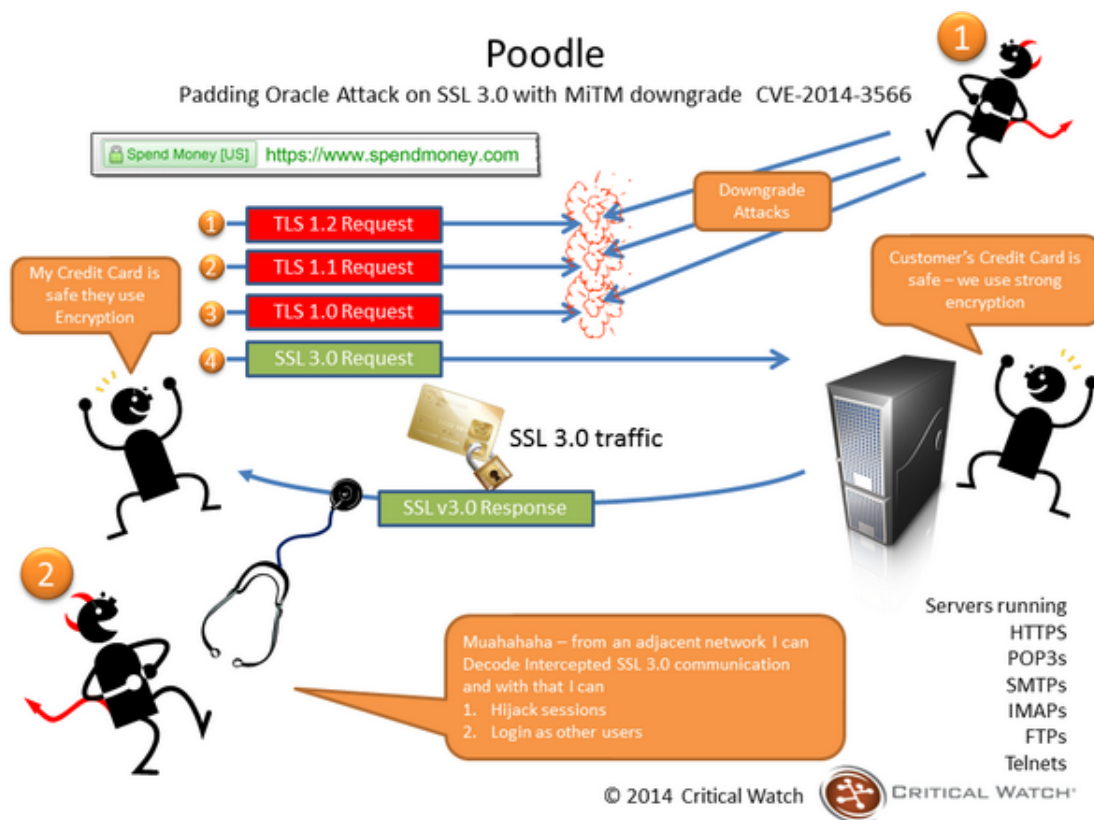 Poodle
Padding Oracle Attack on SSL 3.0 with MiTM downgrade CVE-2014-3566
1
Spend Money [US] https://www.spendmoney.com
Downgrade
Attacks
1 TLS 1.2 Request
2 TLS 1.1 Request
3 TLS 1.0 Request
4 SSL 3.0 Request
My Credit Card is
safe they use
Encryption
Customer's Credit Card is
safe – we use strong
encryption
SSL 3.0 traffic
SSL v3.0 Response
2
Muahahaha – from an adjacent network I can
Decode Intercepted SSL 3.0 communication
and with that I can
1. Hijack sessions
2. Login as other users
Servers running
HTTPS
POP3s
SMTPs
IMAPs
FTPs
Telnets
© 2014 Critical Watch
CRITICAL WATCH